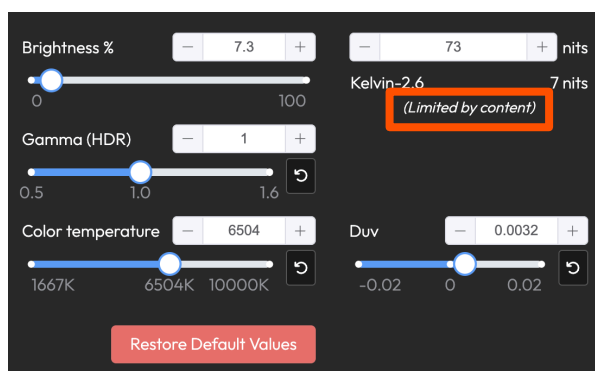 Brightness % − 7.3 + − 73 + nits
0 100
Kelvin-2.6 7 nits
(Limited by content)
Gamma (HDR) − 1 +
0.5 1.0 1.6
Color temperature − 6504 + Duv − 0.0032 +
1667K 6504K 10000K -0.02 0 0.02
Restore Default Values